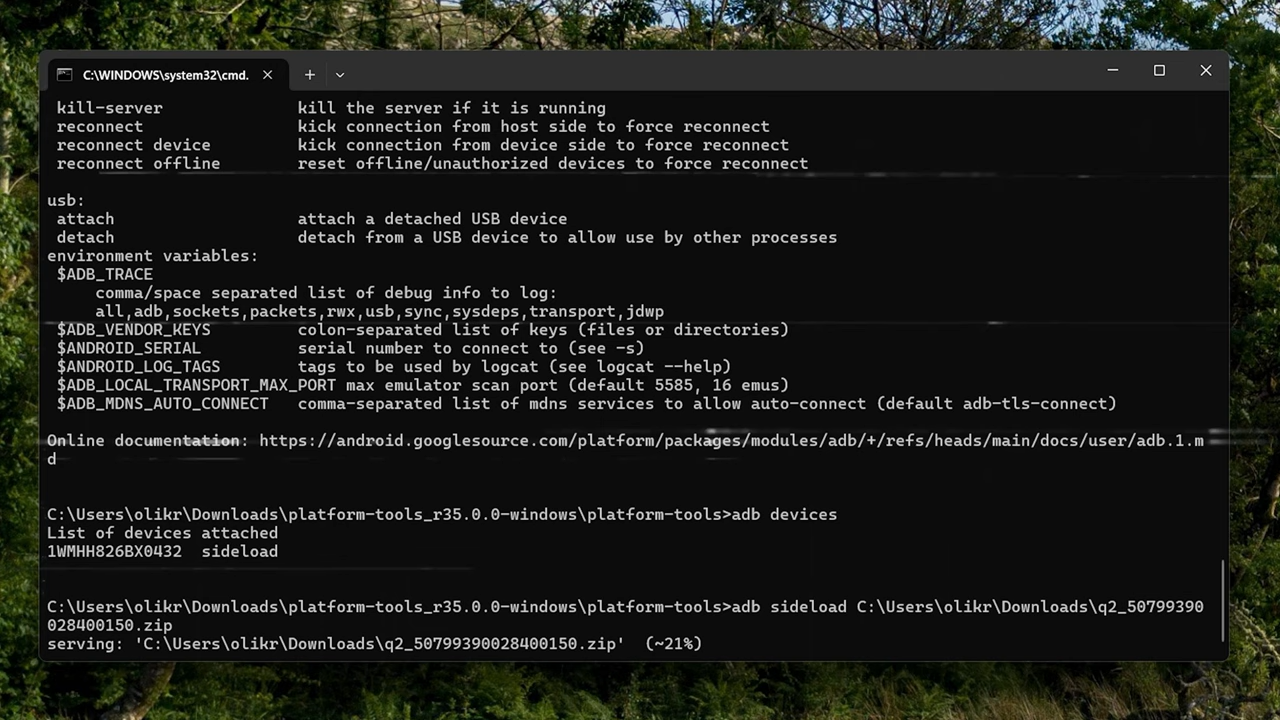 C:\WINDOWS\system32\cmd.
kill-server kill the server if it is running
reconnect kick connection from host side to force reconnect
reconnect device kick connection from device side to force reconnect
reconnect offline reset offline/unauthorized devices to force reconnect
usb:
attach attach a detached USB device
detach detach from a USB device to allow use by other processes
environment variables:
$ADB_TRACE
comma/space separated list of debug info to log:
all,adb,sockets,packets,rwx,usb,sync,sysdeps,transport,jdwp
$ADB_VENDOR_KEYS colon-separated list of keys (files or directories)
$ANDROID_SERIAL serial number to connect to (see -s)
$ANDROID_LOG_TAGS tags to be used by logcat (see logcat --help)
$ADB_LOCAL_TRANSPORT_MAX_PORT max emulator scan port (default 5585, 16 emus)
$ADB_MDNS_AUTO_CONNECT comma-separated list of mdns services to allow auto-connect (default adb-tls-connect)
Online documentation: https://android.googlesource.com/platform/packages/modules/adb/+/refs/heads/main/docs/user/adb.1.m
d
C:\Users\olikr\Downloads\platform-tools_r35.0.0-windows\platform-tools>adb devices
List of devices attached
1WMHH826BX0432 sideload
C:\Users\olikr\Downloads\platform-tools_r35.0.0-windows\platform-tools>adb sideload C:\Users\olikr\Downloads\q2_50799390
028400150.zip
serving: 'C:\Users\olikr\Downloads\q2_50799390028400150.zip' (~21%)